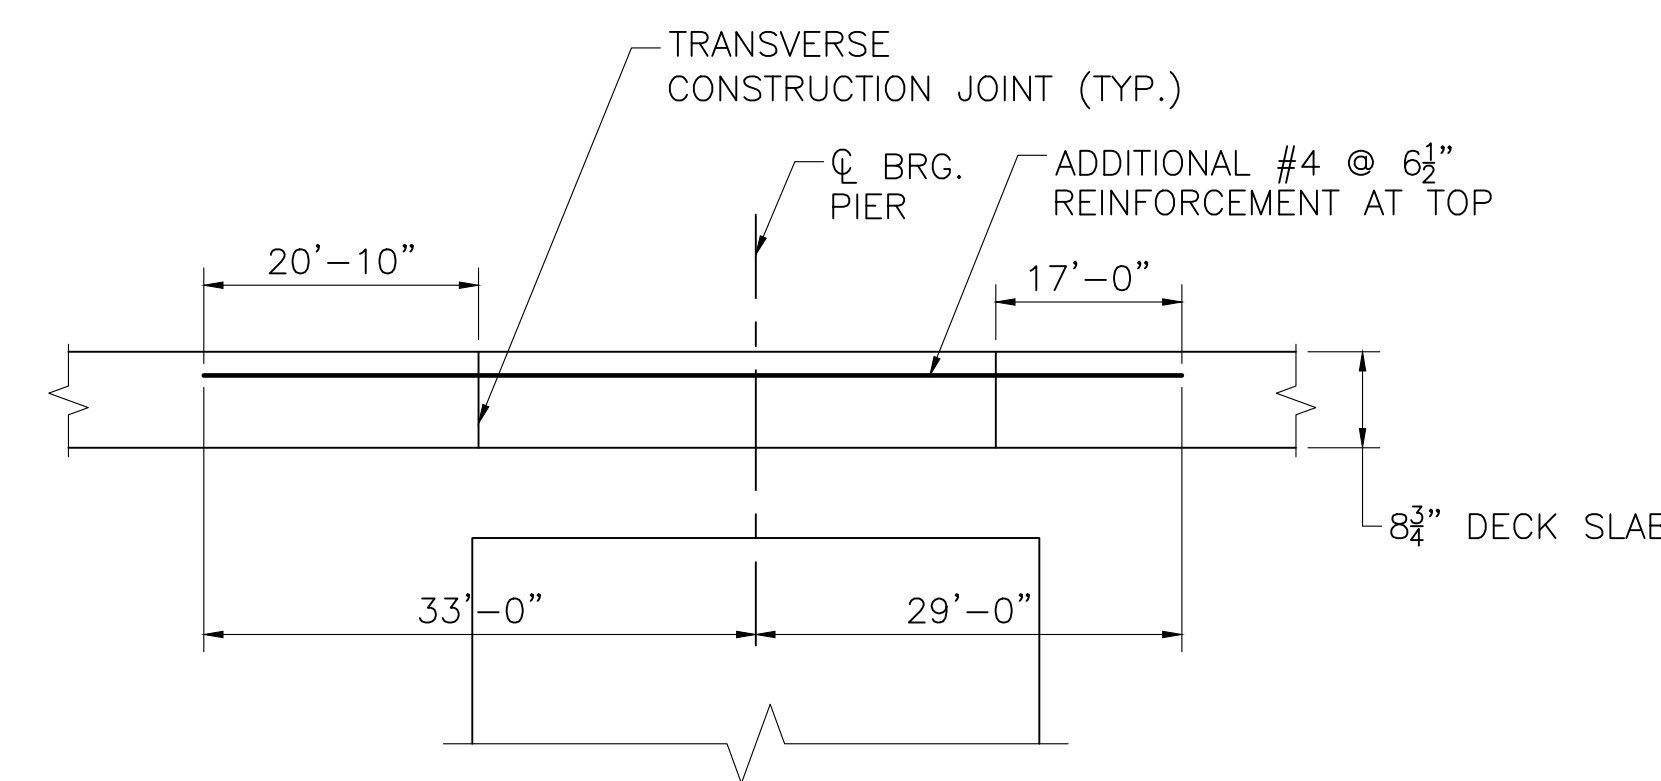 TRANSVERSE
CONSTRUCTION JOINT (TYP.)
℄ BRG.
PIER
ADDITIONAL #4 @ 6½”
REINFORCEMENT AT TOP
20’–10”
17’–0”
8¾” DECK SLAB
33’–0”
29’–0”